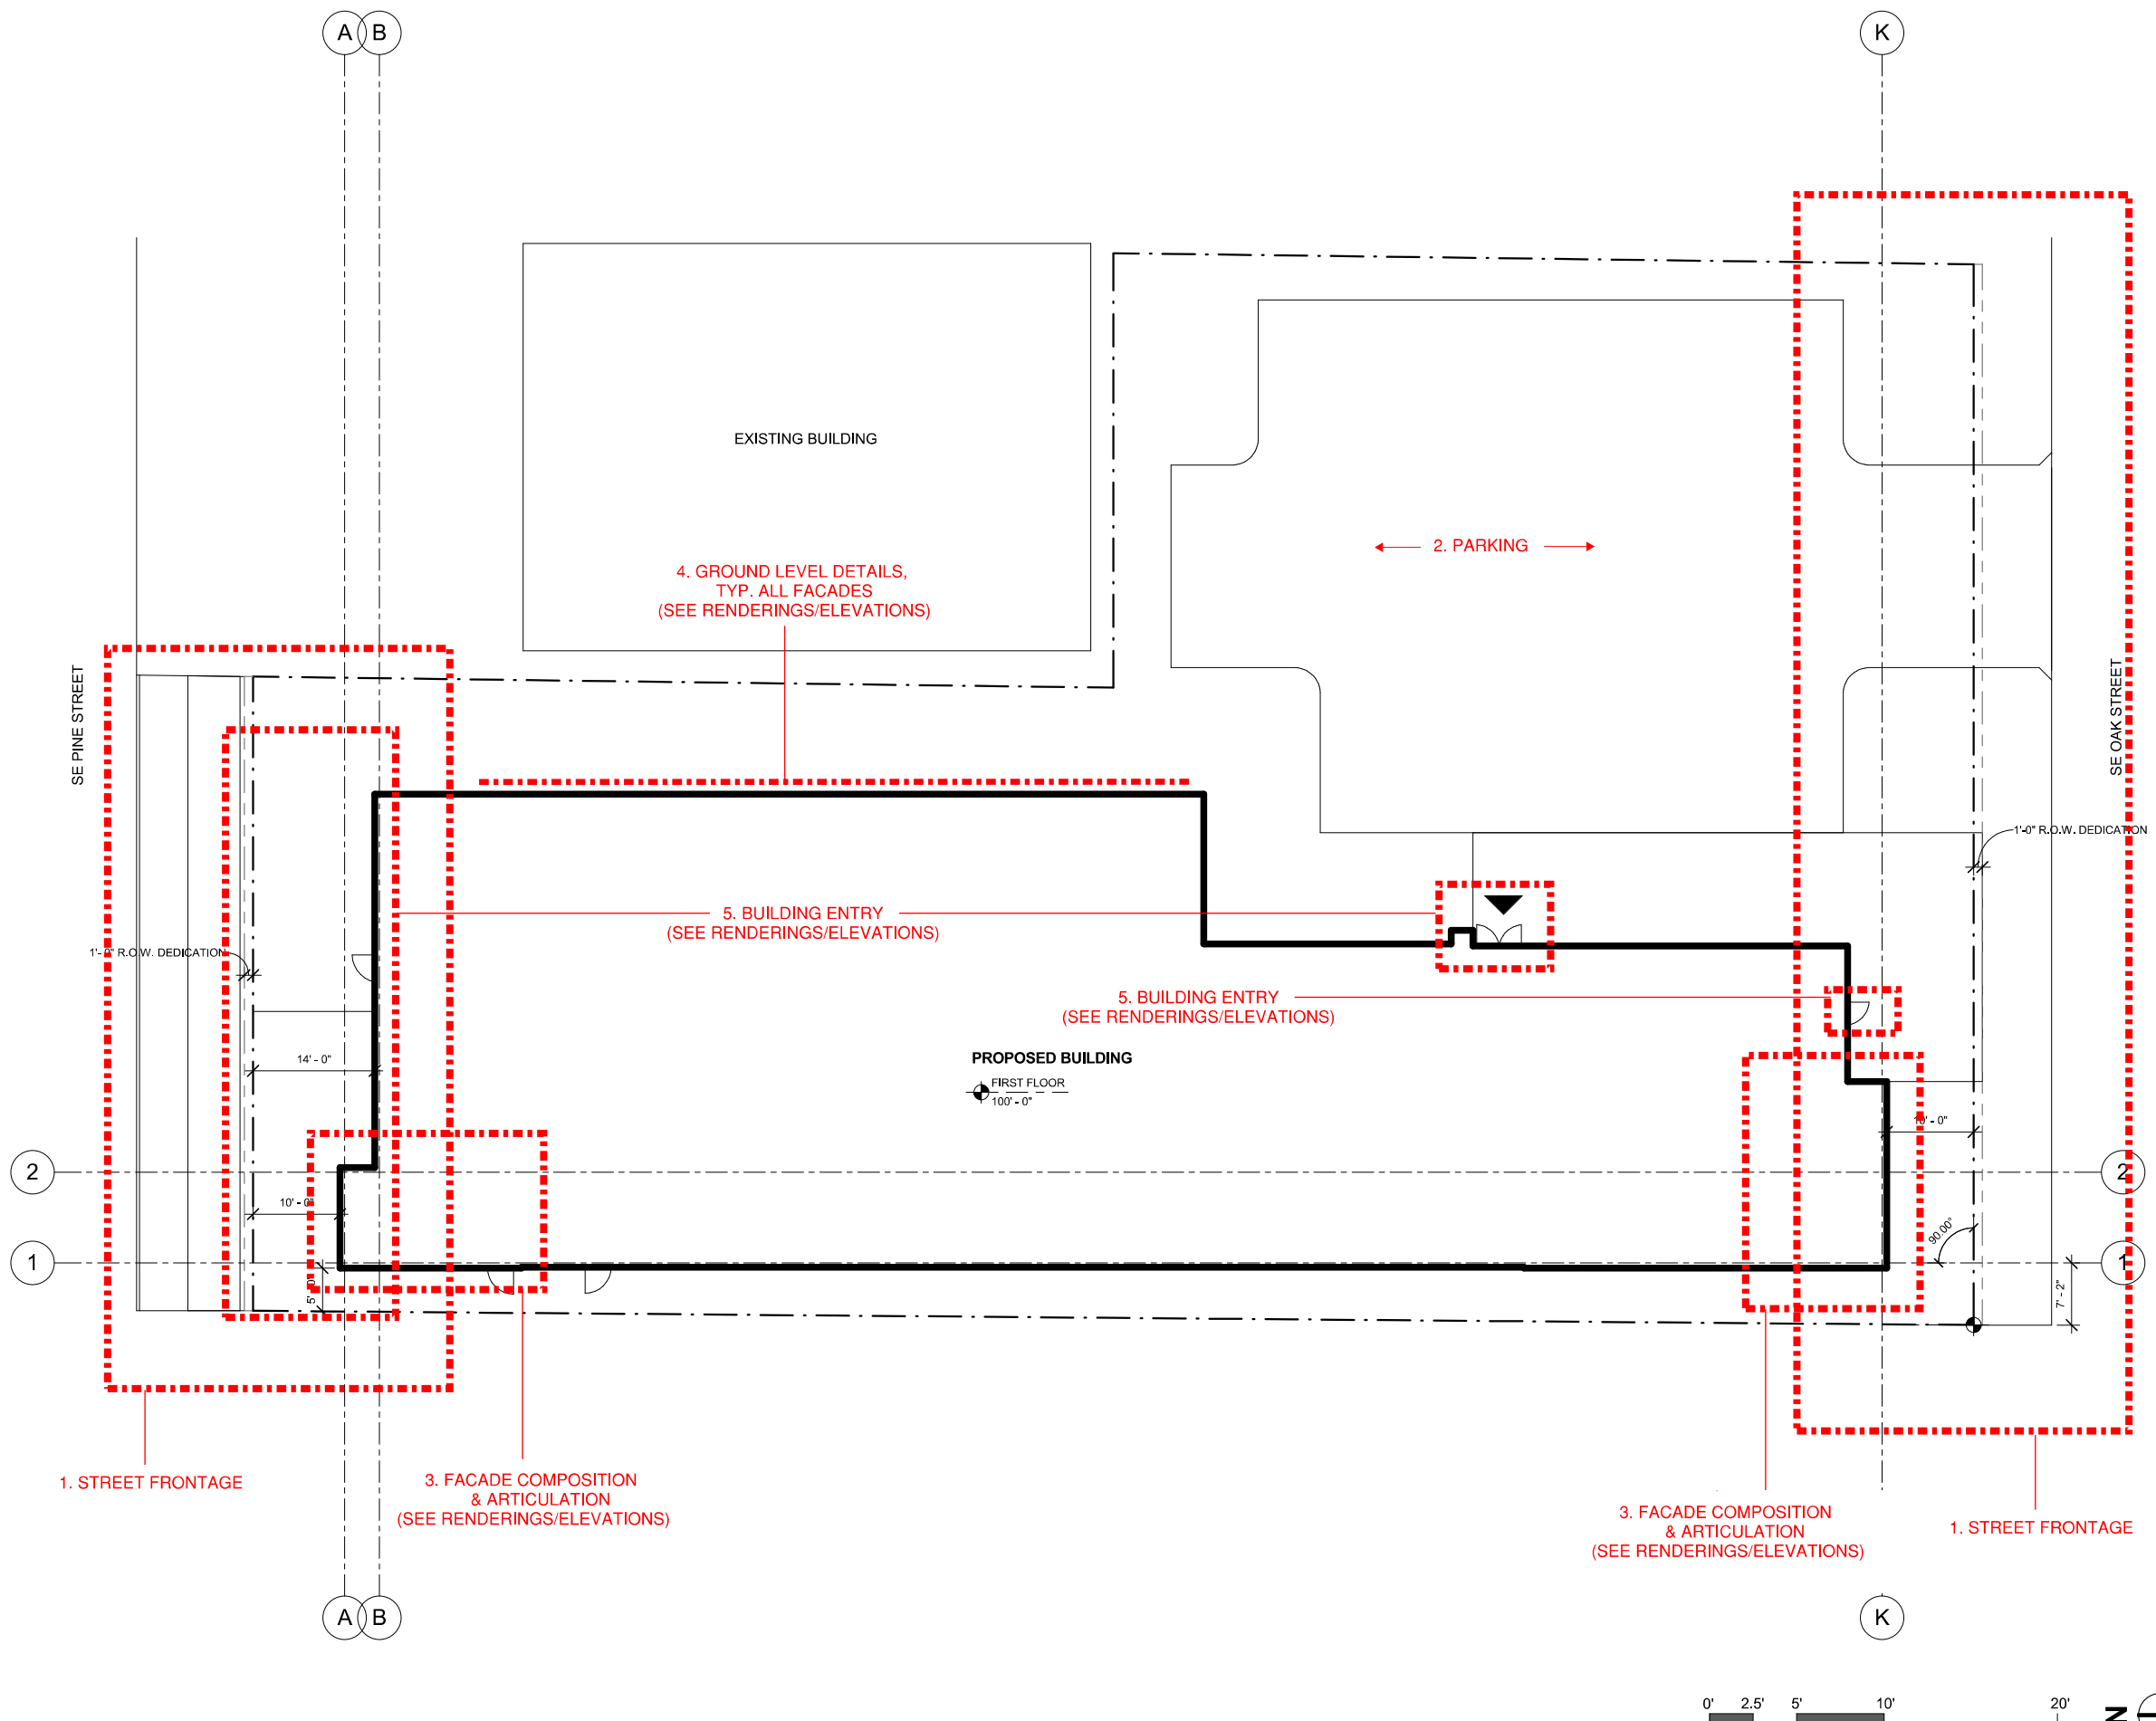 A B K
EXISTING BUILDING
2. PARKING
4. GROUND LEVEL DETAILS,
TYP. ALL FACADES
(SEE RENDERINGS/ELEVATIONS)
SE PINE STREET
SE OAK STREET
1'-0" R.O.W. DEDICATION
5. BUILDING ENTRY
(SEE RENDERINGS/ELEVATIONS)
1'-0" R.O.W. DEDICATION
5. BUILDING ENTRY
(SEE RENDERINGS/ELEVATIONS)
14' - 0"
PROPOSED BUILDING
FIRST FLOOR
100' - 0"
10' - 0"
2 2
10' - 0"
90.00°
1 1
5' - 0"
7' - 2"
1. STREET FRONTAGE
3. FACADE COMPOSITION
& ARTICULATION
(SEE RENDERINGS/ELEVATIONS)
3. FACADE COMPOSITION
& ARTICULATION
(SEE RENDERINGS/ELEVATIONS)
1. STREET FRONTAGE
A B K
0' 2.5' 5' 10' 20'
N